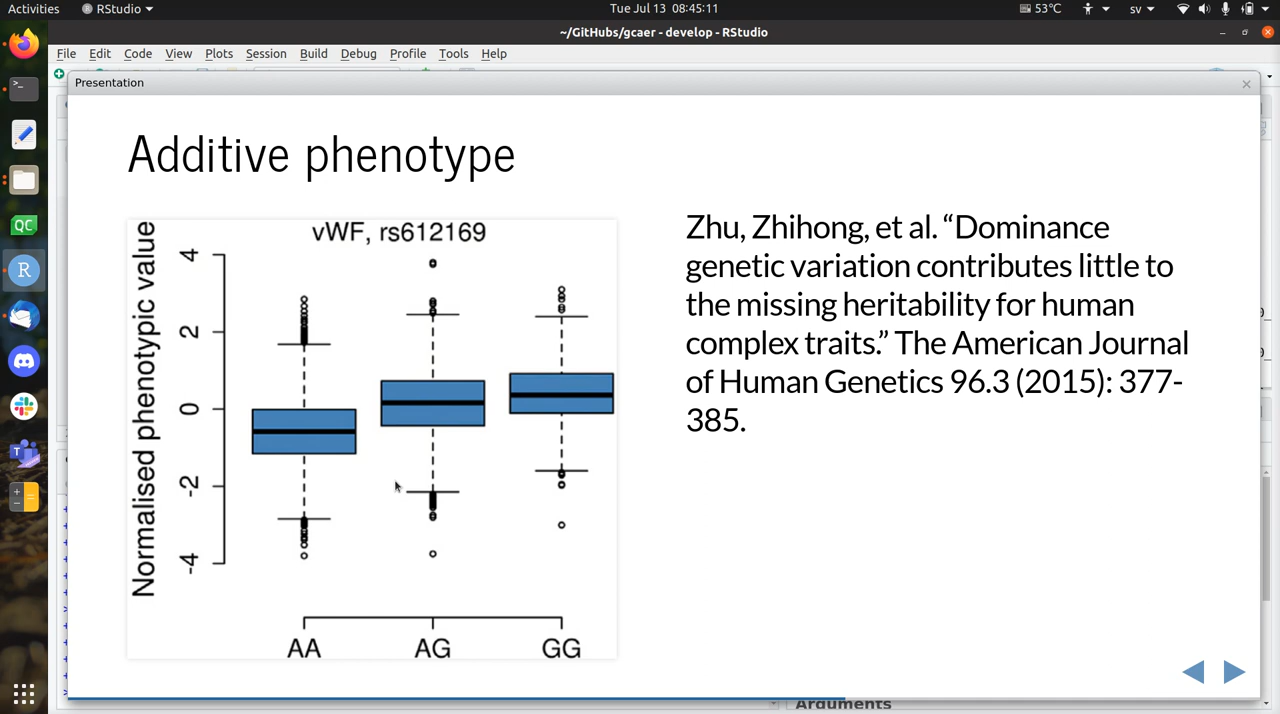 Activities RStudio Tue Jul 13 08:45:11 53°C sv
~/GitHubs/gcaer - develop - RStudio
File Edit Code View Plots Session Build Debug Profile Tools Help
Presentation
Additive phenotype
vWF, rs612169
Normalised phenotypic value
4
2
0
-2
-4
AA AG GG
Zhu, Zhihong, et al. “Dominance
genetic variation contributes little to
the missing heritability for human
complex traits.” The American Journal
of Human Genetics 96.3 (2015): 377-
385.
QC
R
Arguments